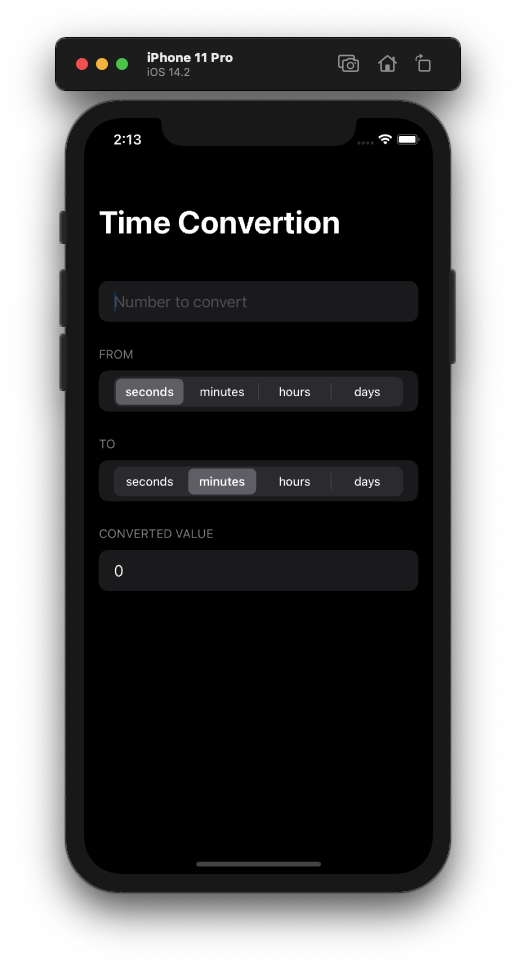 iPhone 11 Pro
iOS 14.2
2:13
Time Convertion
Number to convert
FROM
seconds minutes hours days
TO
seconds minutes hours days
CONVERTED VALUE
0